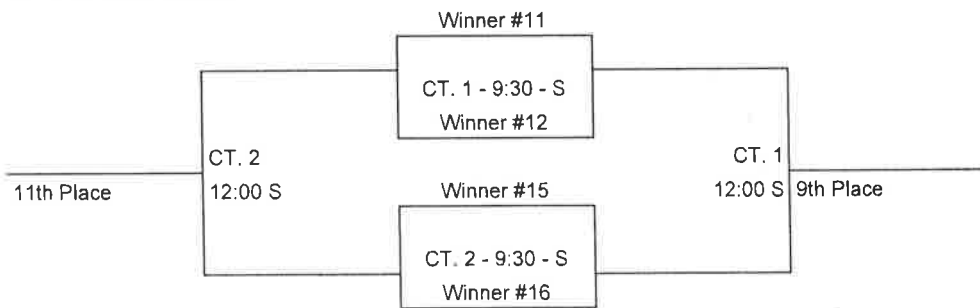 Winner #11
CT. 1 - 9:30 - S
Winner #12
CT. 2
12:00 S
11th Place
CT. 1
12:00 S
9th Place
Winner #15
CT. 2 - 9:30 - S
Winner #16